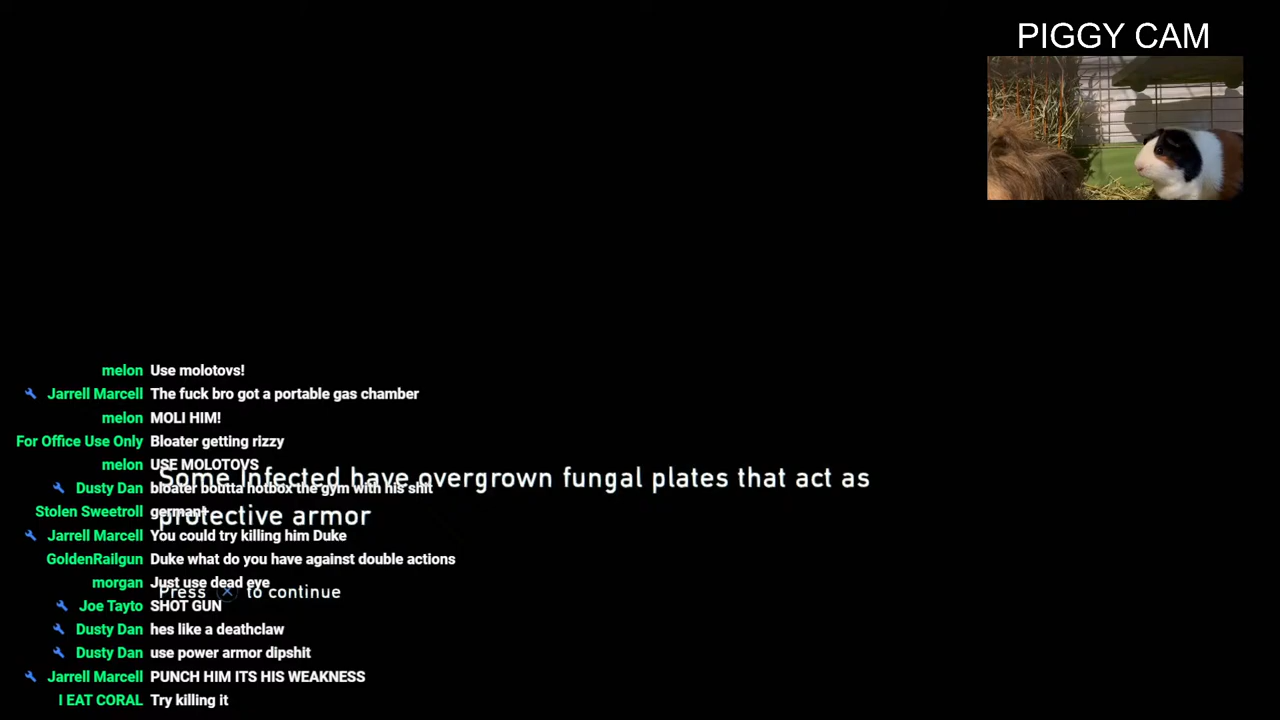 PIGGY CAM
melon Use molotovs!
Jarrell Marcell The fuck bro got a portable gas chamber
melon MOLI HIM!
For Office Use Only Bloater getting rizzy
melon USE MOLOTOVS
Some Infected have overgrown fungal plates that act as
Dusty Dan bloater boutta hotbox the gym with his shit
Stolen Sweetroll german
protective armor
Jarrell Marcell You could try killing him Duke
GoldenRailgun Duke what do you have against double actions
morgan Just use dead eye
Press to continue
Joe Tayto SHOT GUN
Dusty Dan hes like a deathclaw
Dusty Dan use power armor dipshit
Jarrell Marcell PUNCH HIM ITS HIS WEAKNESS
I EAT CORAL Try killing it